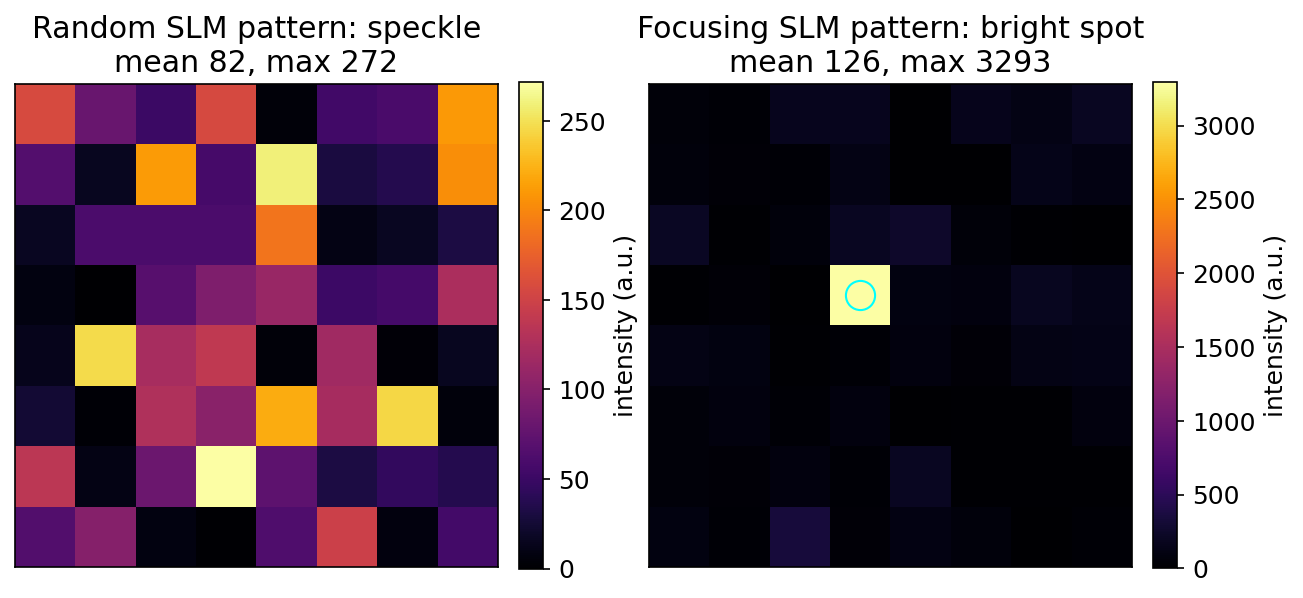 Random SLM pattern: speckle
mean 82, max 272
250
200
150
100
50
0
intensity (a.u.)
Focusing SLM pattern: bright spot
mean 126, max 3293
3000
2500
2000
1500
1000
500
0
intensity (a.u.)